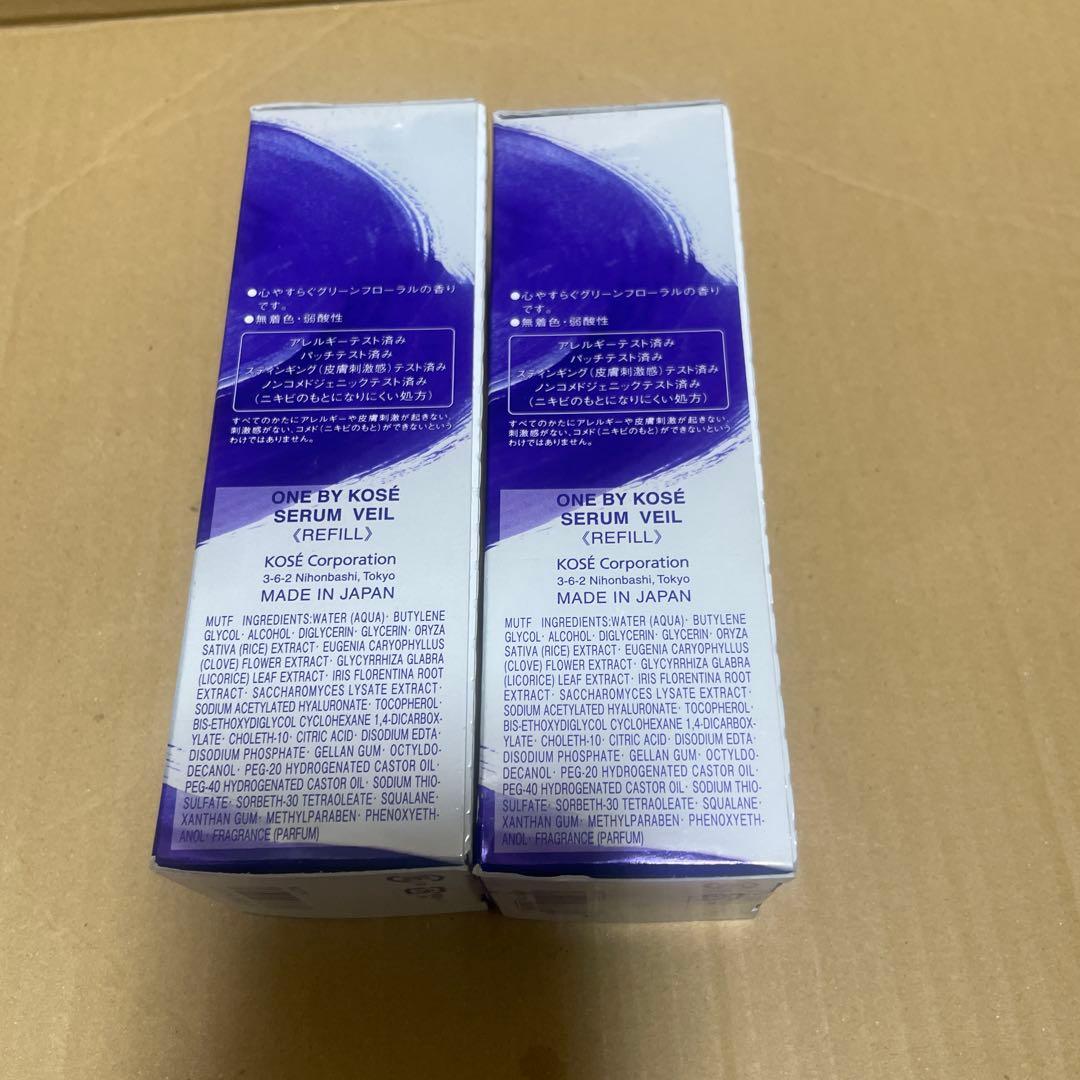 ●心やすらぐグリーンフローラルの香り
です。
●無着色・弱酸性
アレルギーテスト済み
パッチテスト済み
スティンギング(皮膚刺激感)テスト済み
ノンコメドジェニックテスト済み
(ニキビのもとになりにくい処方)
すべてのかたにアレルギーや皮膚刺激が起きない、
刺激感がない、コメド(ニキビのもと)ができないという
わけではありません。
ONE BY KOSÉ
SERUM VEIL
《REFILL》
KOSÉ Corporation
3-6-2 Nihonbashi, Tokyo
MADE IN JAPAN
MUTF INGREDIENTS:WATER (AQUA)· BUTYLENE
GLYCOL· ALCOHOL· DIGLYCERIN· GLYCERIN· ORYZA
SATIVA (RICE) EXTRACT· EUGENIA CARYOPHYLLUS
(CLOVE) FLOWER EXTRACT· GLYCYRRHIZA GLABRA
(LICORICE) LEAF EXTRACT· IRIS FLORENTINA ROOT
EXTRACT· SACCHAROMYCES LYSATE EXTRACT·
SODIUM ACETYLATED HYALURONATE· TOCOPHEROL·
BIS-ETHOXYDIGLYCOL CYCLOHEXANE 1,4-DICARBOX-
YLATE· CHOLETH-10· CITRIC ACID· DISODIUM EDTA·
DISODIUM PHOSPHATE· GELLAN GUM· OCTYLDO-
DECANOL· PEG-20 HYDROGENATED CASTOR OIL·
PEG-40 HYDROGENATED CASTOR OIL· SODIUM THIO-
SULFATE· SORBETH-30 TETRAOLEATE· SQUALANE·
XANTHAN GUM· METHYLPARABEN· PHENOXYETH-
ANOL· FRAGRANCE (PARFUM)
●心やすらぐグリーンフローラルの香り
です。
●無着色・弱酸性
アレルギーテスト済み
パッチテスト済み
スティンギング(皮膚刺激感)テスト済み
ノンコメドジェニックテスト済み
(ニキビのもとになりにくい処方)
すべてのかたにアレルギーや皮膚刺激が起きない、
刺激感がない、コメド(ニキビのもと)ができないという
わけではありません。
ONE BY KOSÉ
SERUM VEIL
《REFILL》
KOSÉ Corporation
3-6-2 Nihonbashi, Tokyo
MADE IN JAPAN
MUTF INGREDIENTS:WATER (AQUA)· BUTYLENE
GLYCOL· ALCOHOL· DIGLYCERIN· GLYCERIN· ORYZA
SATIVA (RICE) EXTRACT· EUGENIA CARYOPHYLLUS
(CLOVE) FLOWER EXTRACT· GLYCYRRHIZA GLABRA
(LICORICE) LEAF EXTRACT· IRIS FLORENTINA ROOT
EXTRACT· SACCHAROMYCES LYSATE EXTRACT·
SODIUM ACETYLATED HYALURONATE· TOCOPHEROL·
BIS-ETHOXYDIGLYCOL CYCLOHEXANE 1,4-DICARBOX-
YLATE· CHOLETH-10· CITRIC ACID· DISODIUM EDTA·
DISODIUM PHOSPHATE· GELLAN GUM· OCTYLDO-
DECANOL· PEG-20 HYDROGENATED CASTOR OIL·
PEG-40 HYDROGENATED CASTOR OIL· SODIUM THIO-
SULFATE· SORBETH-30 TETRAOLEATE· SQUALANE·
XANTHAN GUM· METHYLPARABEN· PHENOXYETH-
ANOL· FRAGRANCE (PARFUM)